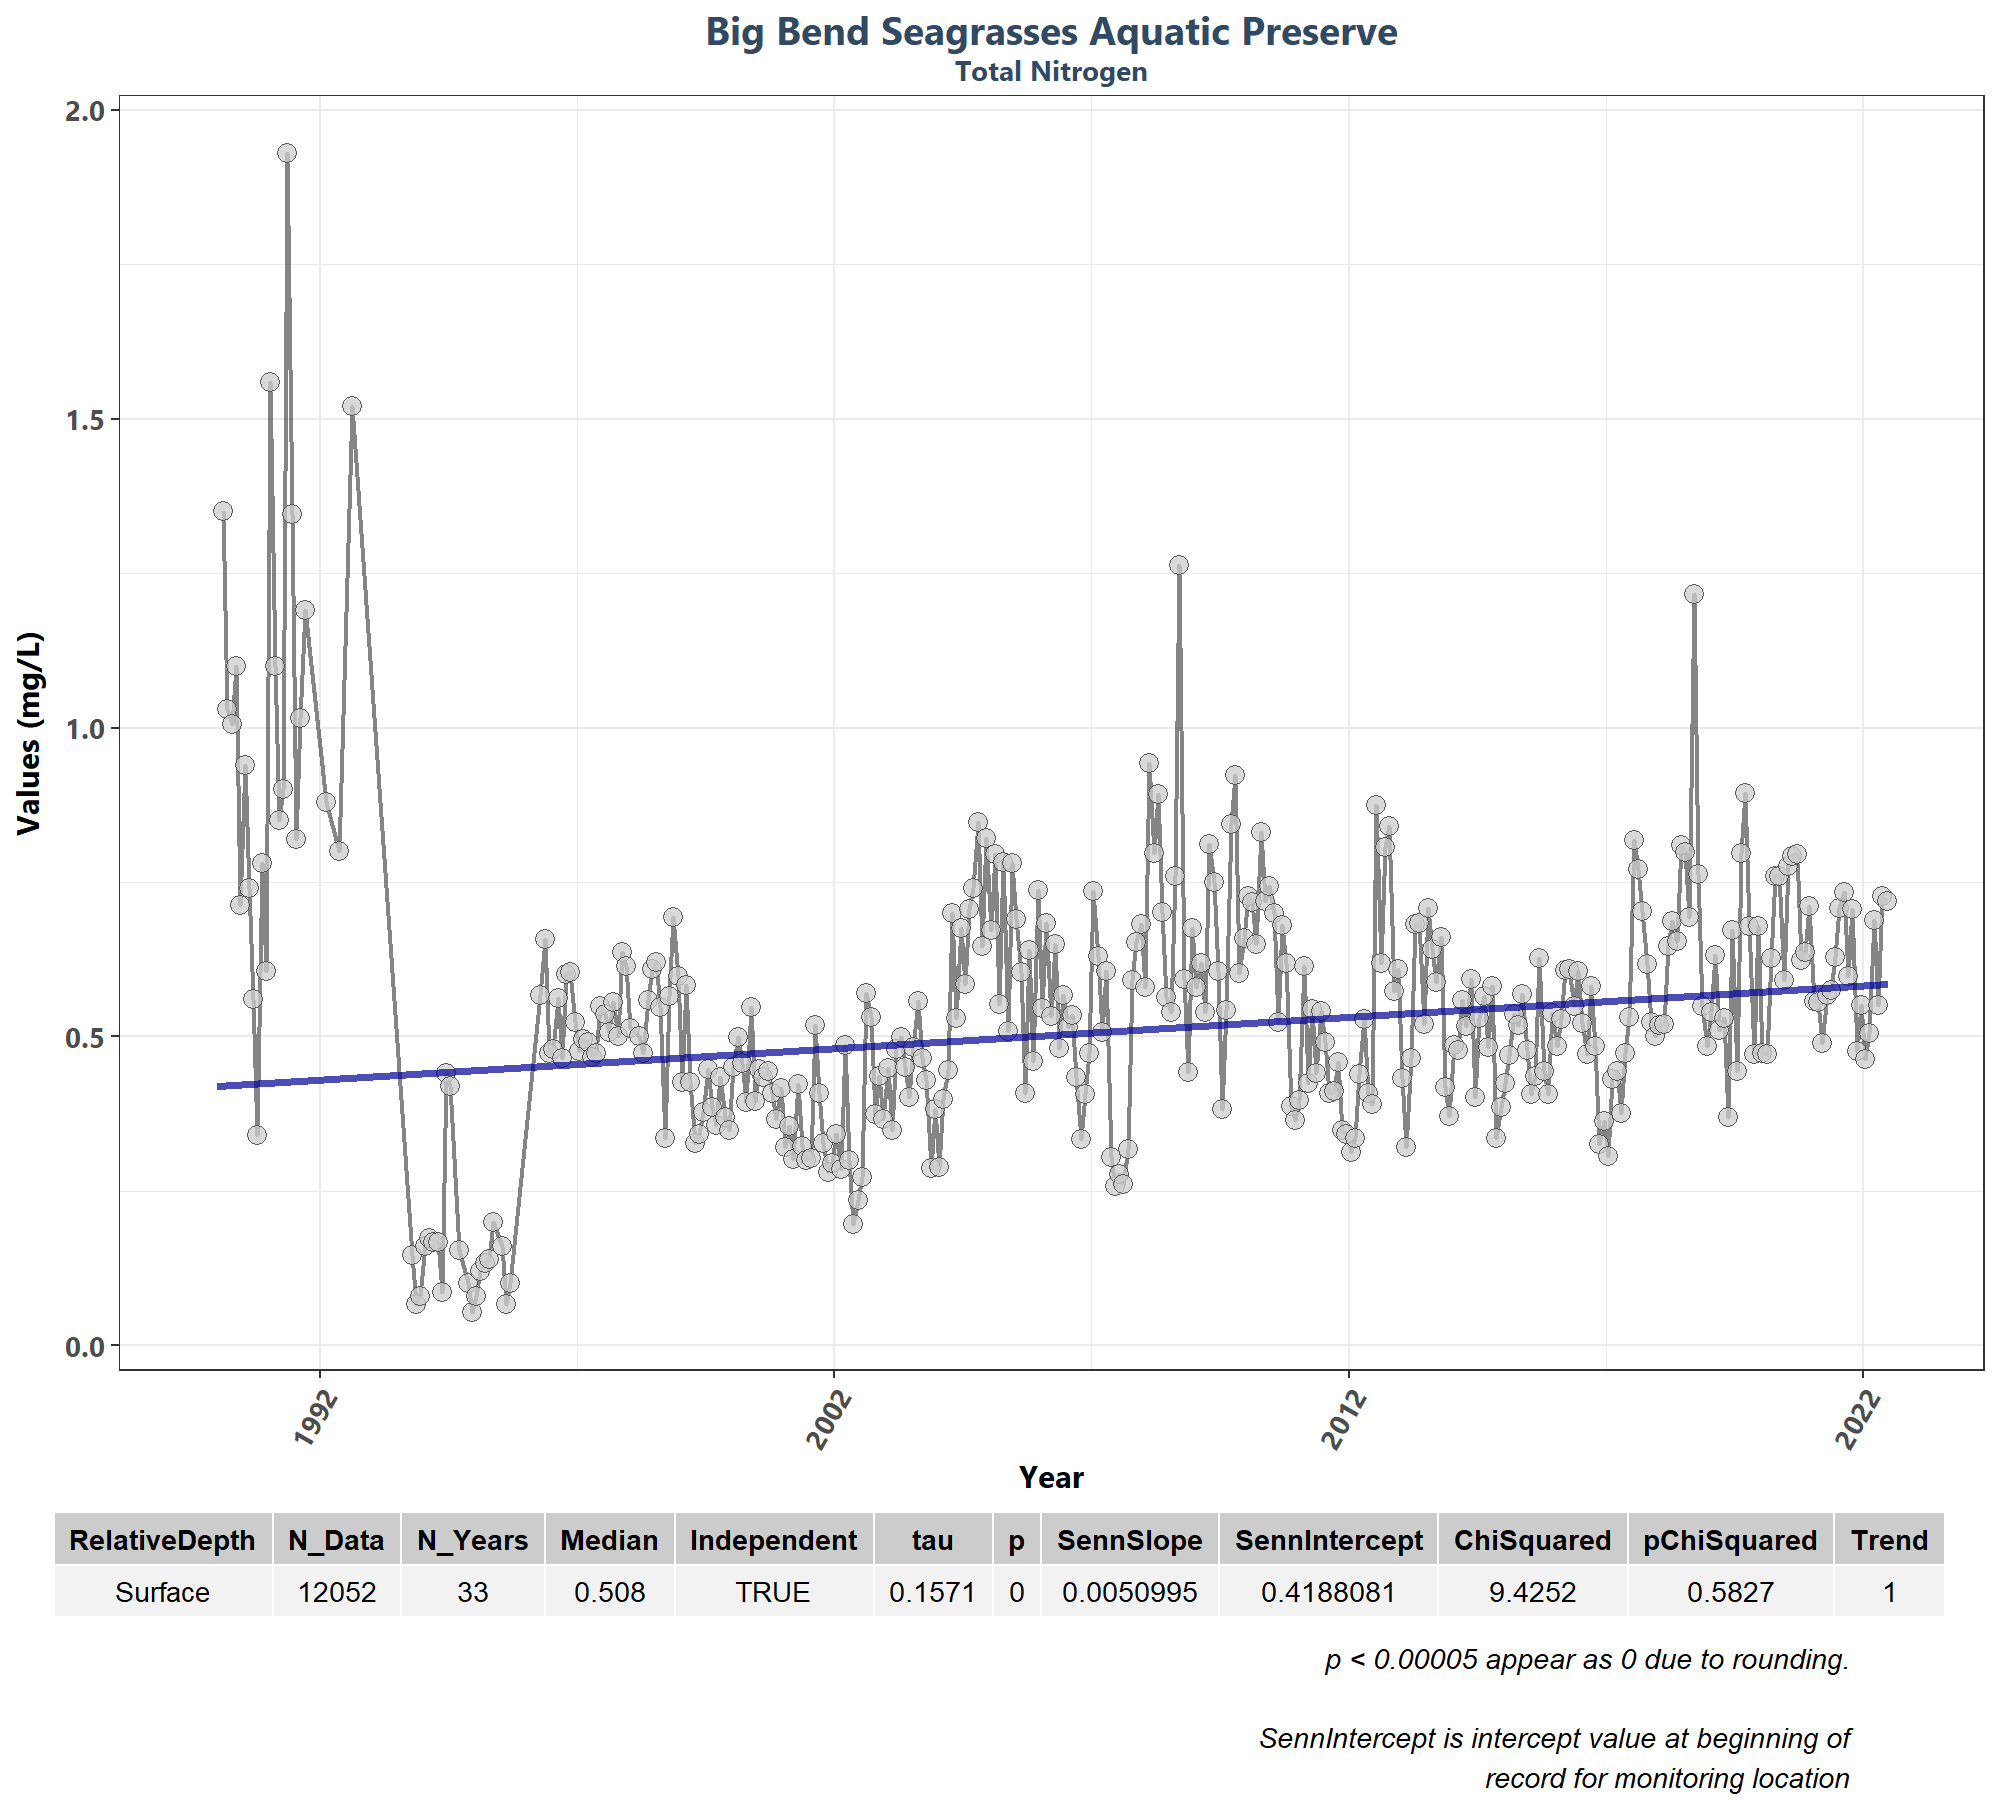 Big Bend Seagrasses Aquatic Preserve
Total Nitrogen
2.0
1.5
1.0
0.5
0.0
Values (mg/L)
1992 2002 2012 2022
Year
RelativeDepth N_Data N_Years Median Independent tau p SennSlope SennIntercept ChiSquared pChiSquared Trend
Surface 12052 33 0.508 TRUE 0.1571 0 0.0050995 0.4188081 9.4252 0.5827 1
p < 0.00005 appear as 0 due to rounding.
SennIntercept is intercept value at beginning of
record for monitoring location